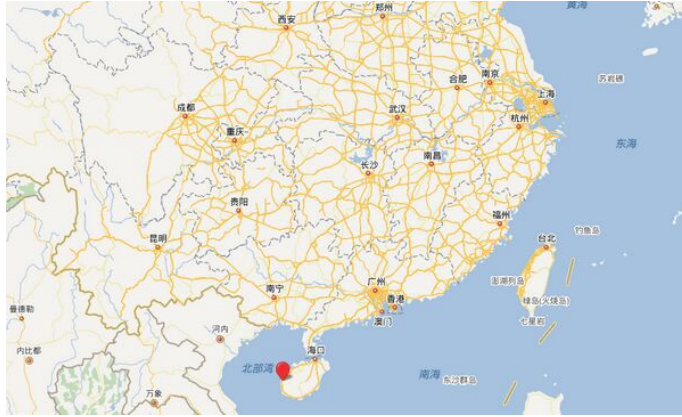 黄海
郑州
西安
南京
合肥
苏岩礁
上海
成都
武汉
杭州
重庆
东海
长沙
南昌
贵阳
福州
钓鱼岛
昆明
台北
澎湖列岛
广州
南宁
绿岛(火烧岛)
香港
曼德勒
澳门
七星岩
河内
内比都
海口
北部湾
南海
东沙群岛
万象